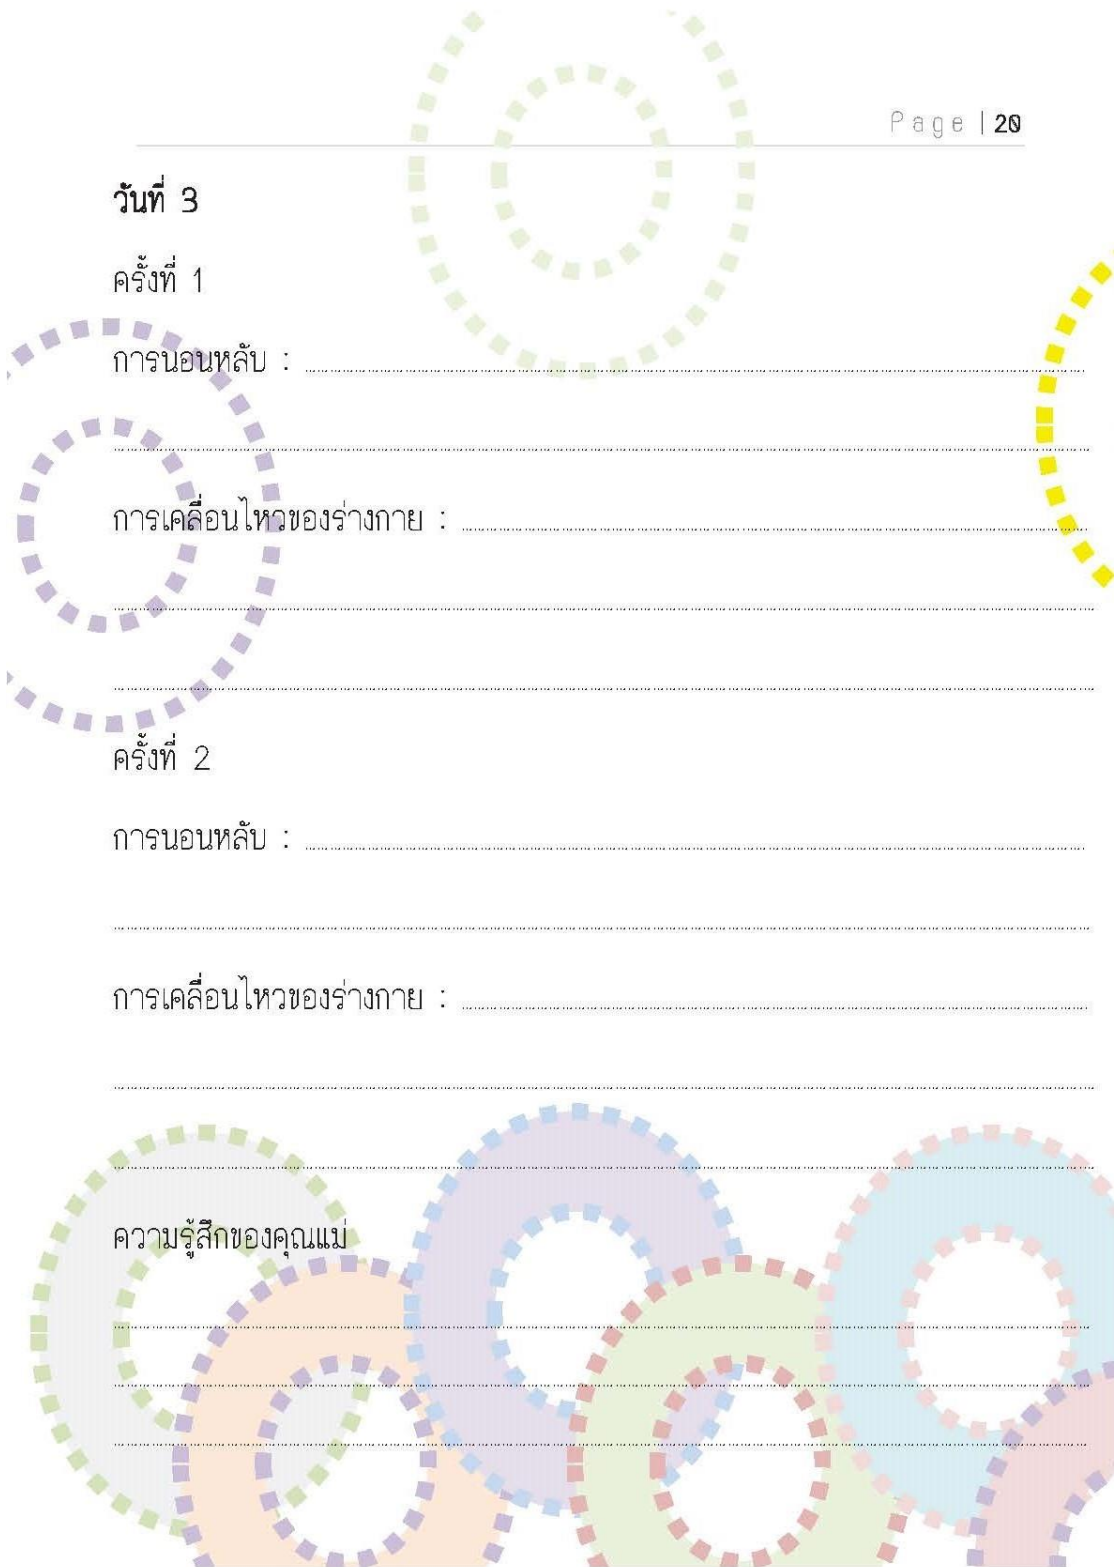 Page | 20
วันที่ 3
ครั้งที่ 1
การนอนหลับ :
การเคลื่อนไหวของร่างกาย :
ครั้งที่ 2
การนอนหลับ :
การเคลื่อนไหวของร่างกาย :
ความรู้สึกของคุณแม่